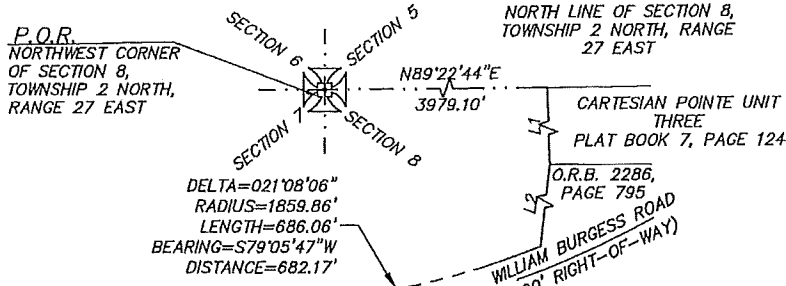 P.O.R.
NORTHWEST CORNER
OF SECTION 8,
TOWNSHIP 2 NORTH,
RANGE 27 EAST
SECTION 6
SECTION 5
SECTION 7
SECTION 8
NORTH LINE OF SECTION 8,
TOWNSHIP 2 NORTH, RANGE
27 EAST
N89°22'44"E
3979.10'
L1
CARTESIAN POINTE UNIT
THREE
PLAT BOOK 7, PAGE 124
O.R.B. 2286,
PAGE 795
L2
DELTA=021°08'06"
RADIUS=1859.86'
LENGTH=686.06'
BEARING=S79°05'47"W
DISTANCE=682.17'
WILLIAM BURGESS ROAD
RIGHT-OF-WAY)